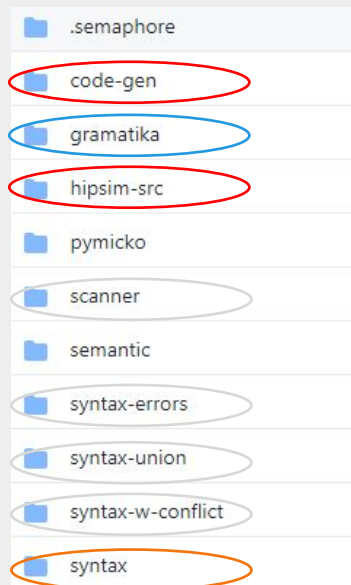 .semaphore
code-gen
gramatika
hipsim-src
pymicko
scanner
semantic
syntax-errors
syntax-union
syntax-w-conflict
syntax